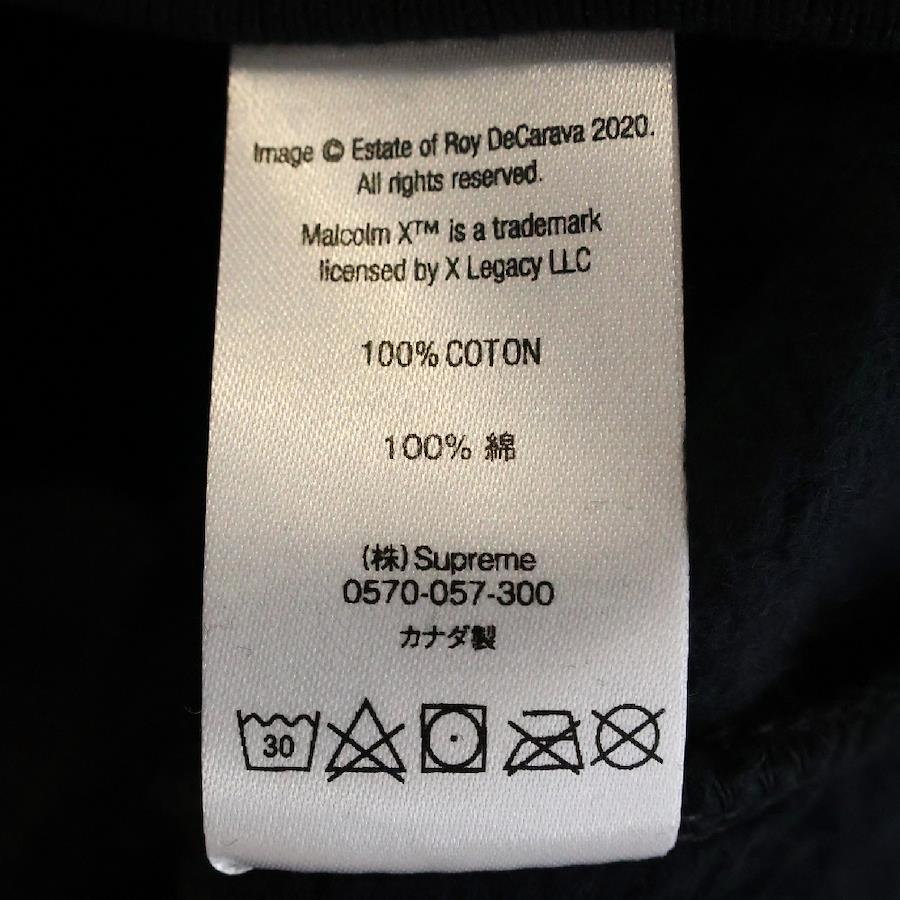 Image © Estate of Roy DeCarava 2020.
All rights reserved.
Malcolm X™ is a trademark
licensed by X Legacy LLC
100% COTON
100% 綿
(株)Supreme
0570-057-300
カナダ製
30